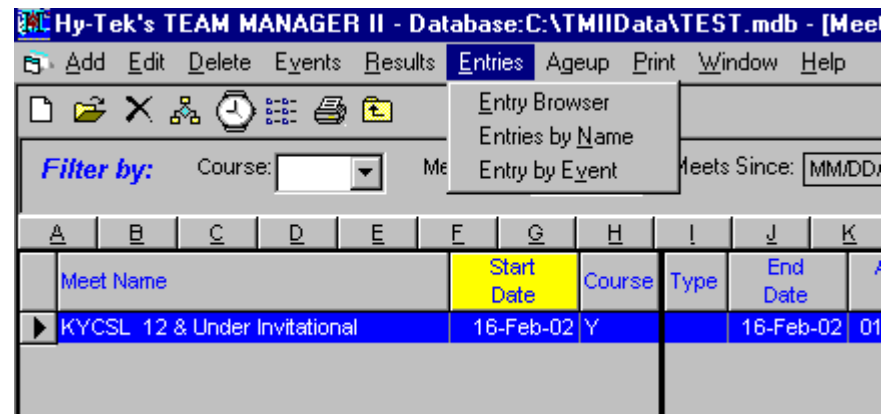 Hy-Tek's TEAM MANAGER II - Database:C:\TMIIData\TEST.mdb - [Meet
Add Edit Delete Events Results Entries Ageup Print Window Help
Entry Browser
Entries by Name
Entry by Event
Filter by: Course: Me Meets Since: MM/DD/
A B C D E F G H I J K
Meet Name Start Date Course Type End Date A
KYCSL 12 & Under Invitational 16-Feb-02 Y 16-Feb-02 01